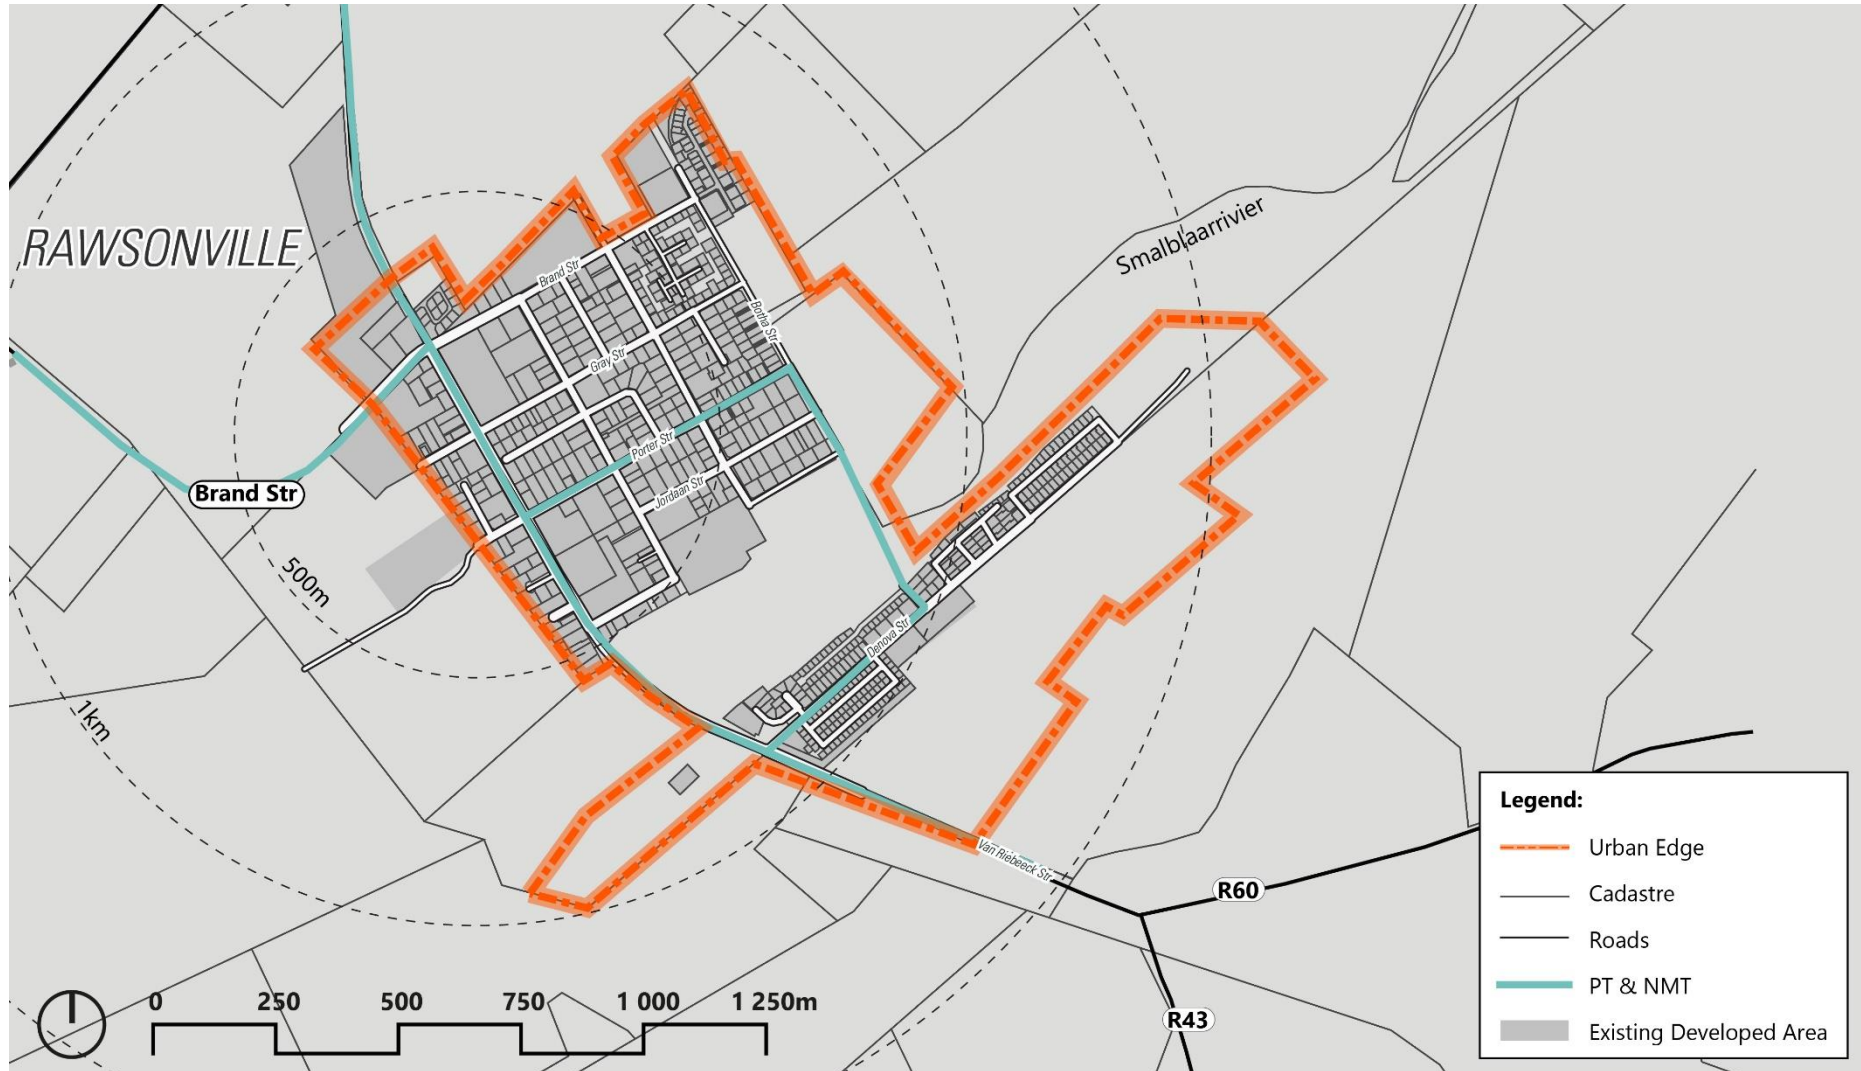 RAWSONVILLE
Smalblaarrivier
Brand Str
Botha Str
Gray Str
Porter Str
Jordaan Str
Brand Str
500m
Denova Str
1km
Van Riebeeck Str
R60
R43
0 250 500 750 1 000 1 250m
Legend:
Urban Edge
Cadastre
Roads
PT & NMT
Existing Developed Area